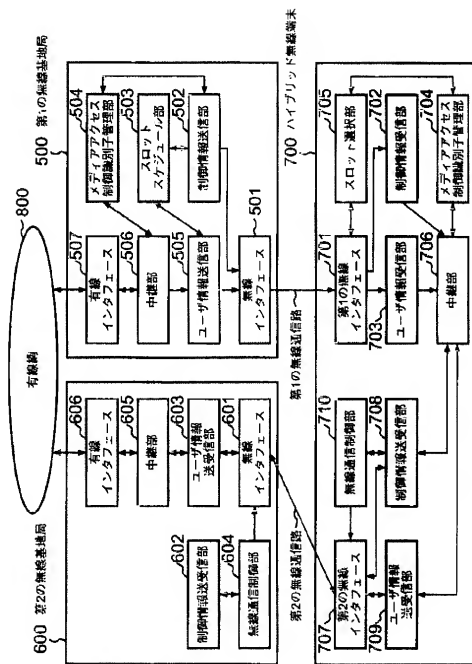 800
有線網
第2の無線基地局
600
606
有線
インタフェース
605
中継部
603
ユーザ情報
送受信部
601
無線
インタフェース
602
制御情報送受信部
604
無線通信制御部
500
第1の無線基地局
507
有線
インタフェース
506
中継部
505
ユーザ情報送信部
501
無線
インタフェース
504
メディアアクセス
制御識別子管理部
503
スロット
スケジュール部
502
制御情報送信部
第2の無線通信路
第1の無線通信路
700
ハイブリッド無線端末
707
第2の無線
インタフェース
709
ユーザ情報
送受信部
710
無線通信制御部
708
制御情報送受信部
701
第1の無線
インタフェース
703
ユーザ情報受信部
706
中継部
705
スロット選択部
702
制御情報受信部
704
メディアアクセス
制御識別子管理部